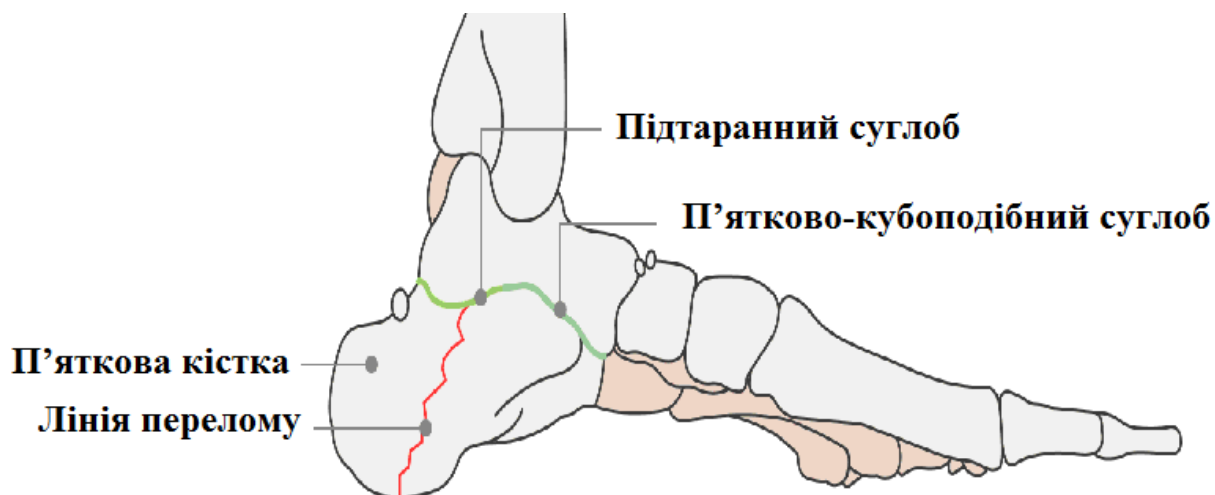 Підтаранний суглоб
П’ятково-кубоподібний суглоб
П’яткова кістка
Лінія перелому